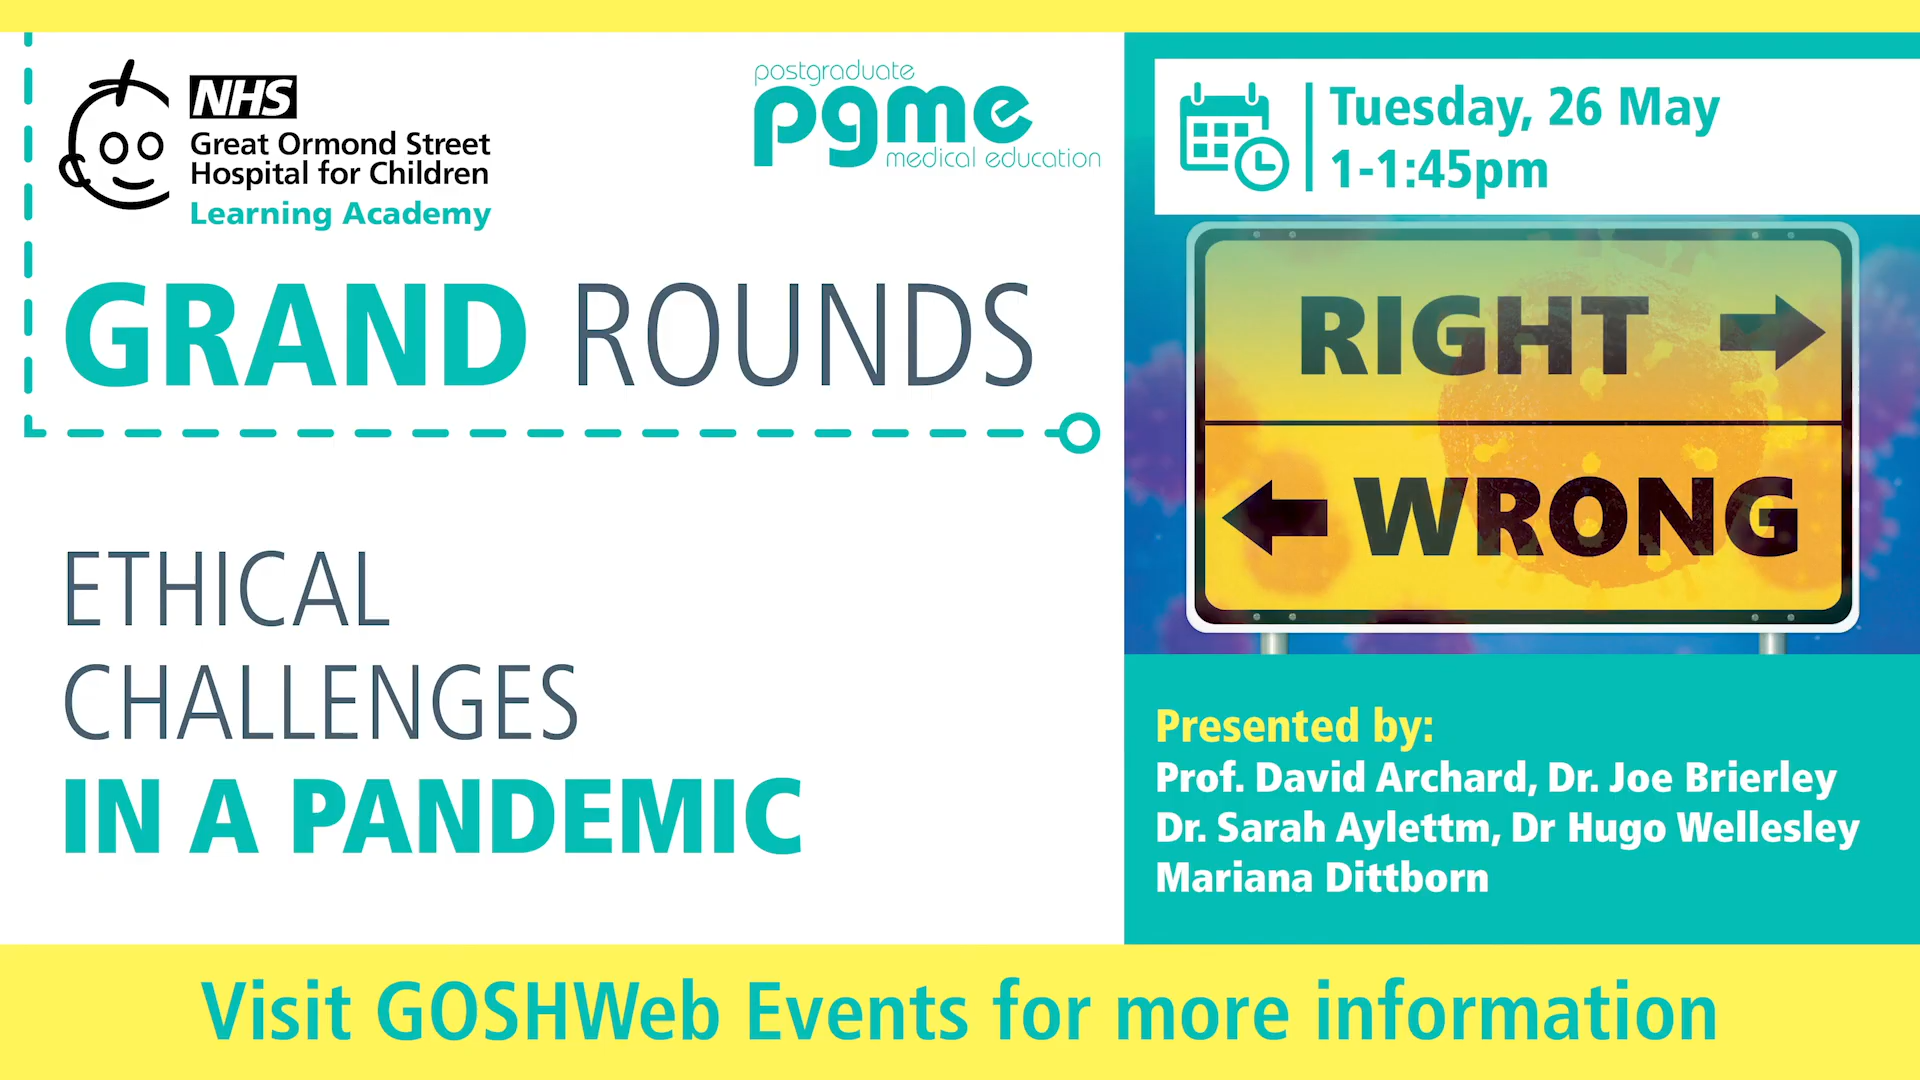 NHS
Great Ormond Street
Hospital for Children
Learning Academy
postgraduate
pgme
medical education
GRAND ROUNDS
ETHICAL
CHALLENGES
IN A PANDEMIC
Tuesday, 26 May
1-1:45pm
RIGHT
WRONG
Presented by:
Prof. David Archard, Dr. Joe Brierley
Dr. Sarah Aylettm, Dr Hugo Wellesley
Mariana Dittborn
Visit GOSHWeb Events for more information